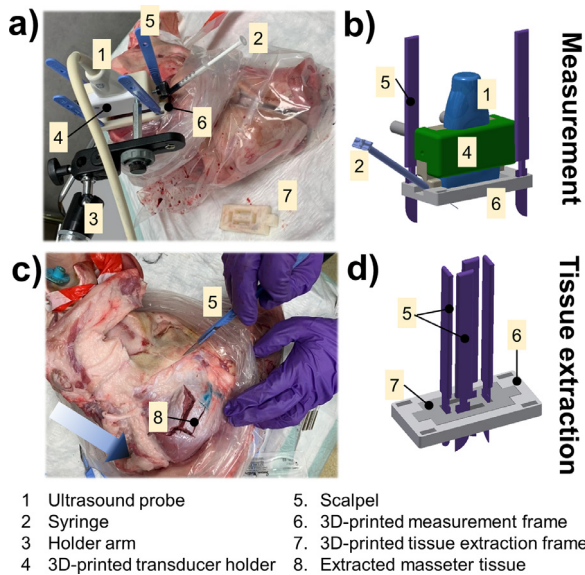 a)
5
2
1
4
6
7
3
b)
5
1
4
2
6
Measurement
c)
5
8
d)
5
6
7
Tissue extraction
1 Ultrasound probe
2 Syringe
3 Holder arm
4 3D-printed transducer holder
5. Scalpel
6. 3D-printed measurement frame
7. 3D-printed tissue extraction frame
8. Extracted masseter tissue